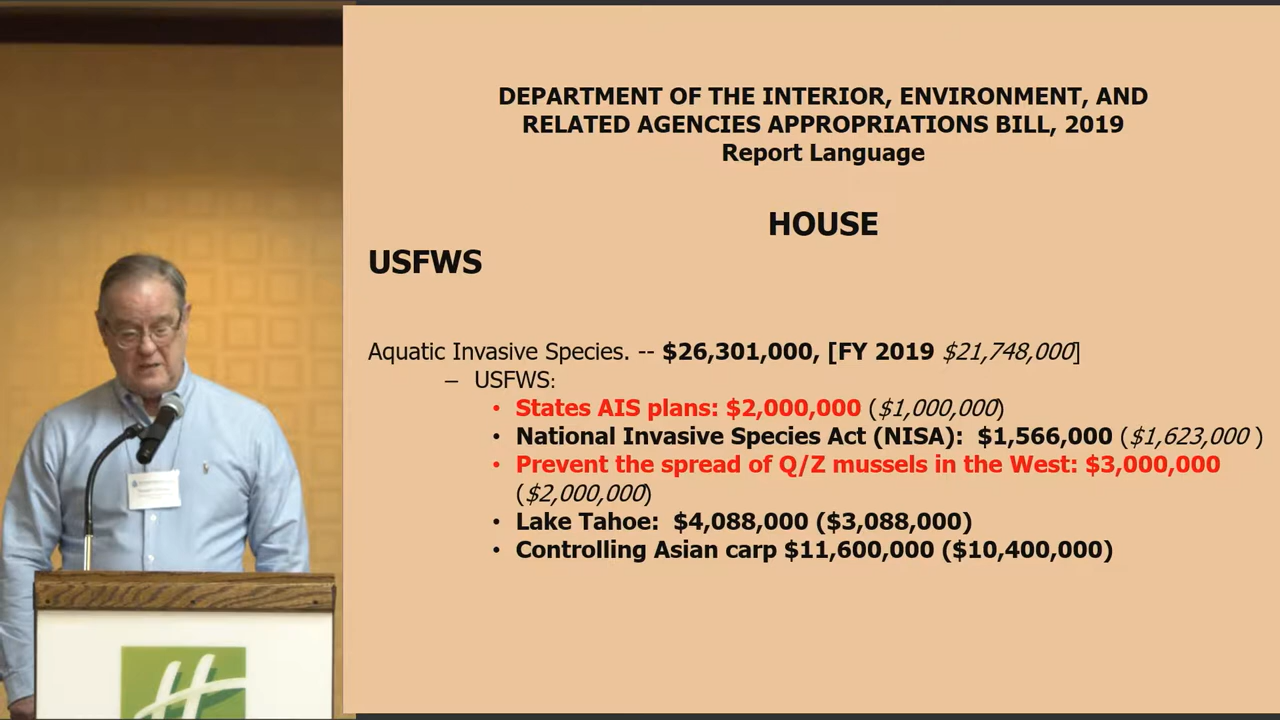 DEPARTMENT OF THE INTERIOR, ENVIRONMENT, AND
RELATED AGENCIES APPROPRIATIONS BILL, 2019
Report Language
HOUSE
USFWS
Aquatic Invasive Species. -- $26,301,000, [FY 2019 $21,748,000]
– USFWS:
• States AIS plans: $2,000,000 ($1,000,000)
• National Invasive Species Act (NISA): $1,566,000 ($1,623,000 )
• Prevent the spread of Q/Z mussels in the West: $3,000,000
($2,000,000)
• Lake Tahoe: $4,088,000 ($3,088,000)
• Controlling Asian carp $11,600,000 ($10,400,000)
H